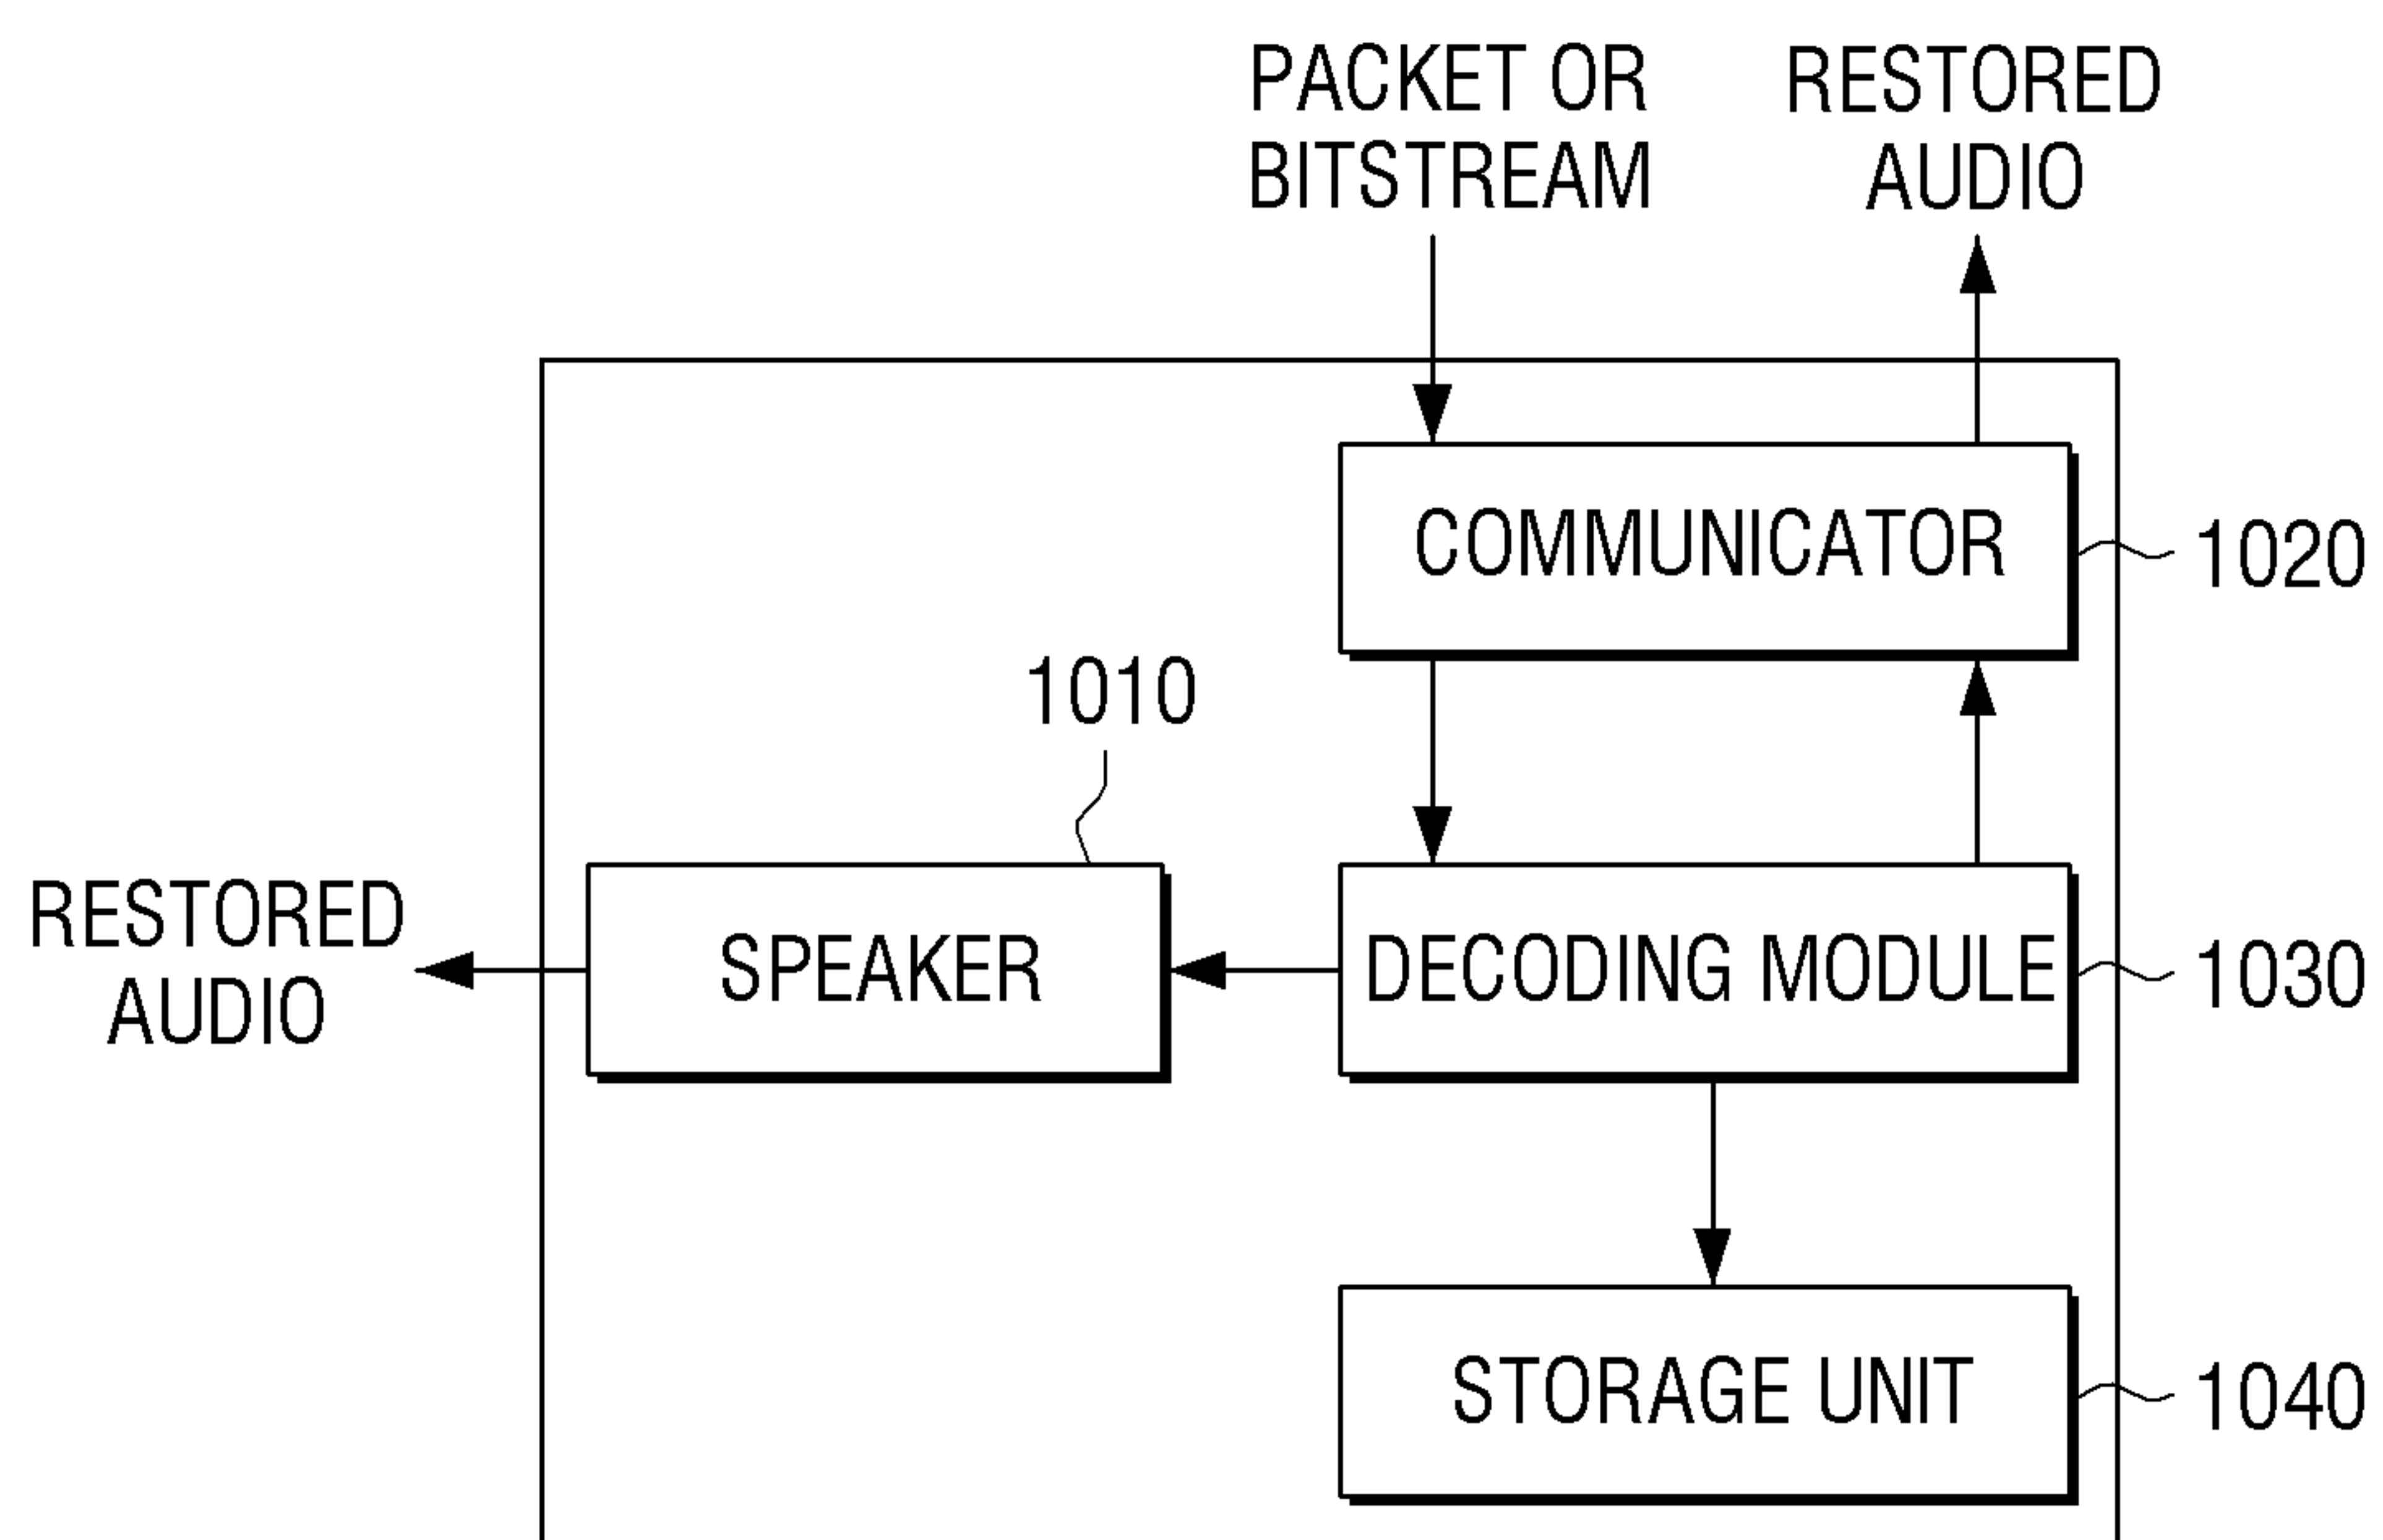 PACKET OR
BITSTREAM
RESTORED
AUDIO
COMMUNICATOR
1020
1010
RESTORED
AUDIO
SPEAKER
DECODING MODULE
1030
STORAGE UNIT
1040